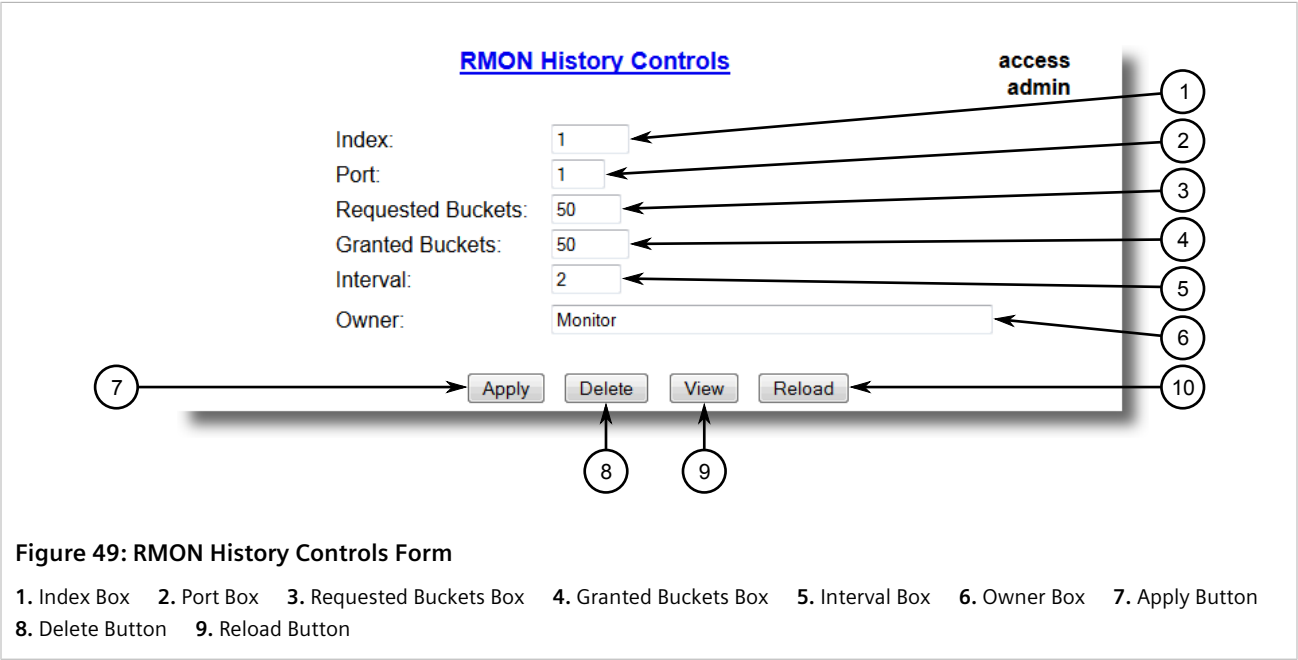 RMON History Controls
access
admin
1
Index: 1
2
Port: 1
3
Requested Buckets: 50
4
Granted Buckets: 50
5
Interval: 2
6
Owner: Monitor
7
Apply Delete View Reload
10
8 9
Figure 49: RMON History Controls Form
1. Index Box 2. Port Box 3. Requested Buckets Box 4. Granted Buckets Box 5. Interval Box 6. Owner Box 7. Apply Button
8. Delete Button 9. Reload Button